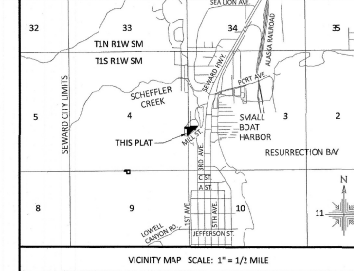 SEA LION AVE.
32
33
34
35
T1N R1W SM
T1S R1W SM
SEWARD HWY
ALASKA RAILROAD
PORT AVE.
SCHEFFLER
CREEK
SEWARD CITY LIMITS
5
4
3
2
SMALL
BOAT
HARBOR
THIS PLAT
MILL ST.
3RD AVE.
RESURRECTION BAY
N
C ST.
A ST.
8
9
10
11
1ST AVE.
5TH AVE.
LOWELL
CANYON RD.
JEFFERSON ST.
VICINITY MAP SCALE: 1" = 1/2 MILE